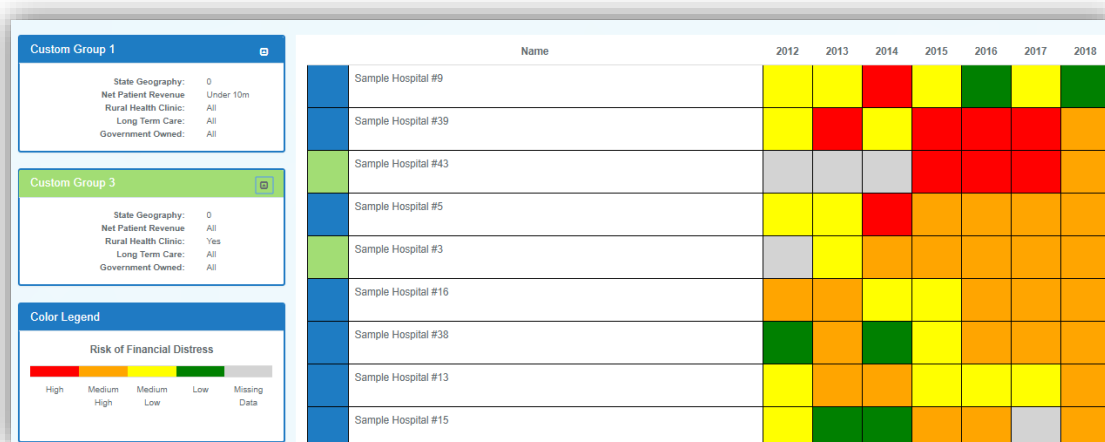 Custom Group 1
State Geography: 0
Net Patient Revenue Under 10m
Rural Health Clinic: All
Long Term Care: All
Government Owned: All
Custom Group 3
State Geography: 0
Net Patient Revenue All
Rural Health Clinic: Yes
Long Term Care: All
Government Owned: All
Color Legend
Risk of Financial Distress
High Medium High Medium Low Low Missing Data
Name 2012 2013 2014 2015 2016 2017 2018
Sample Hospital #9
Sample Hospital #39
Sample Hospital #43
Sample Hospital #5
Sample Hospital #3
Sample Hospital #16
Sample Hospital #38
Sample Hospital #13
Sample Hospital #15